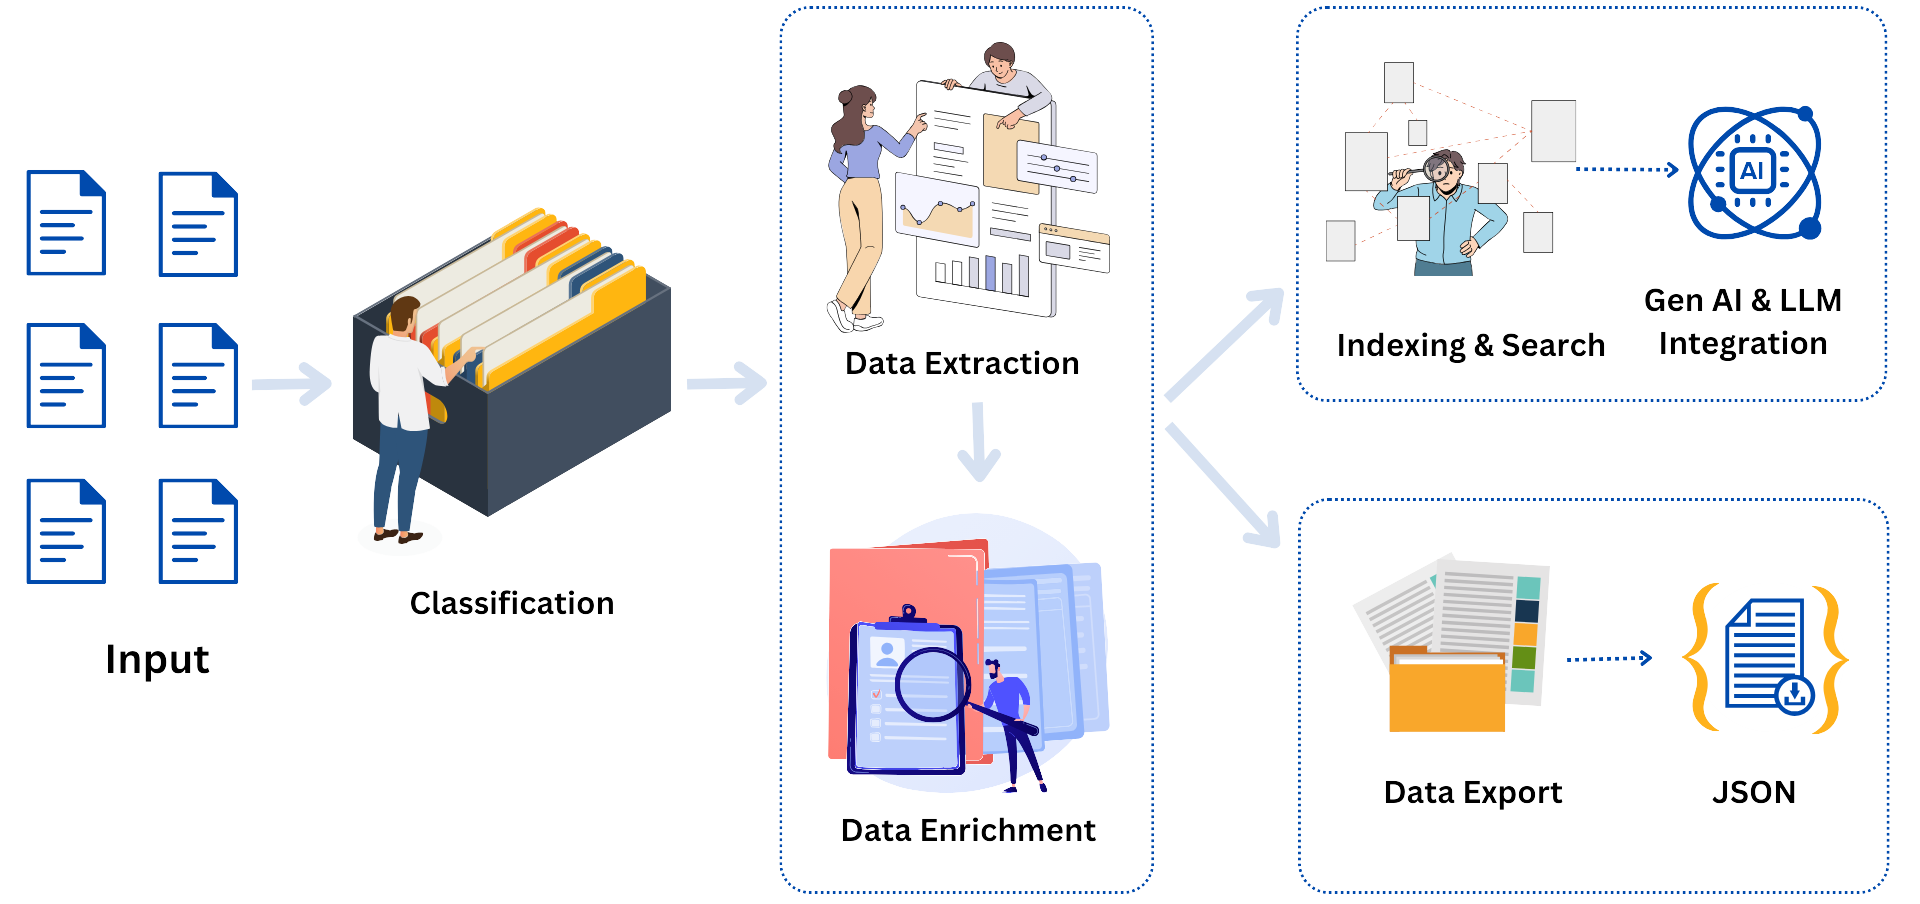 Input
Classification
Data Extraction
Data Enrichment
Indexing & Search
AI
Gen AI & LLM
Integration
Data Export
JSON